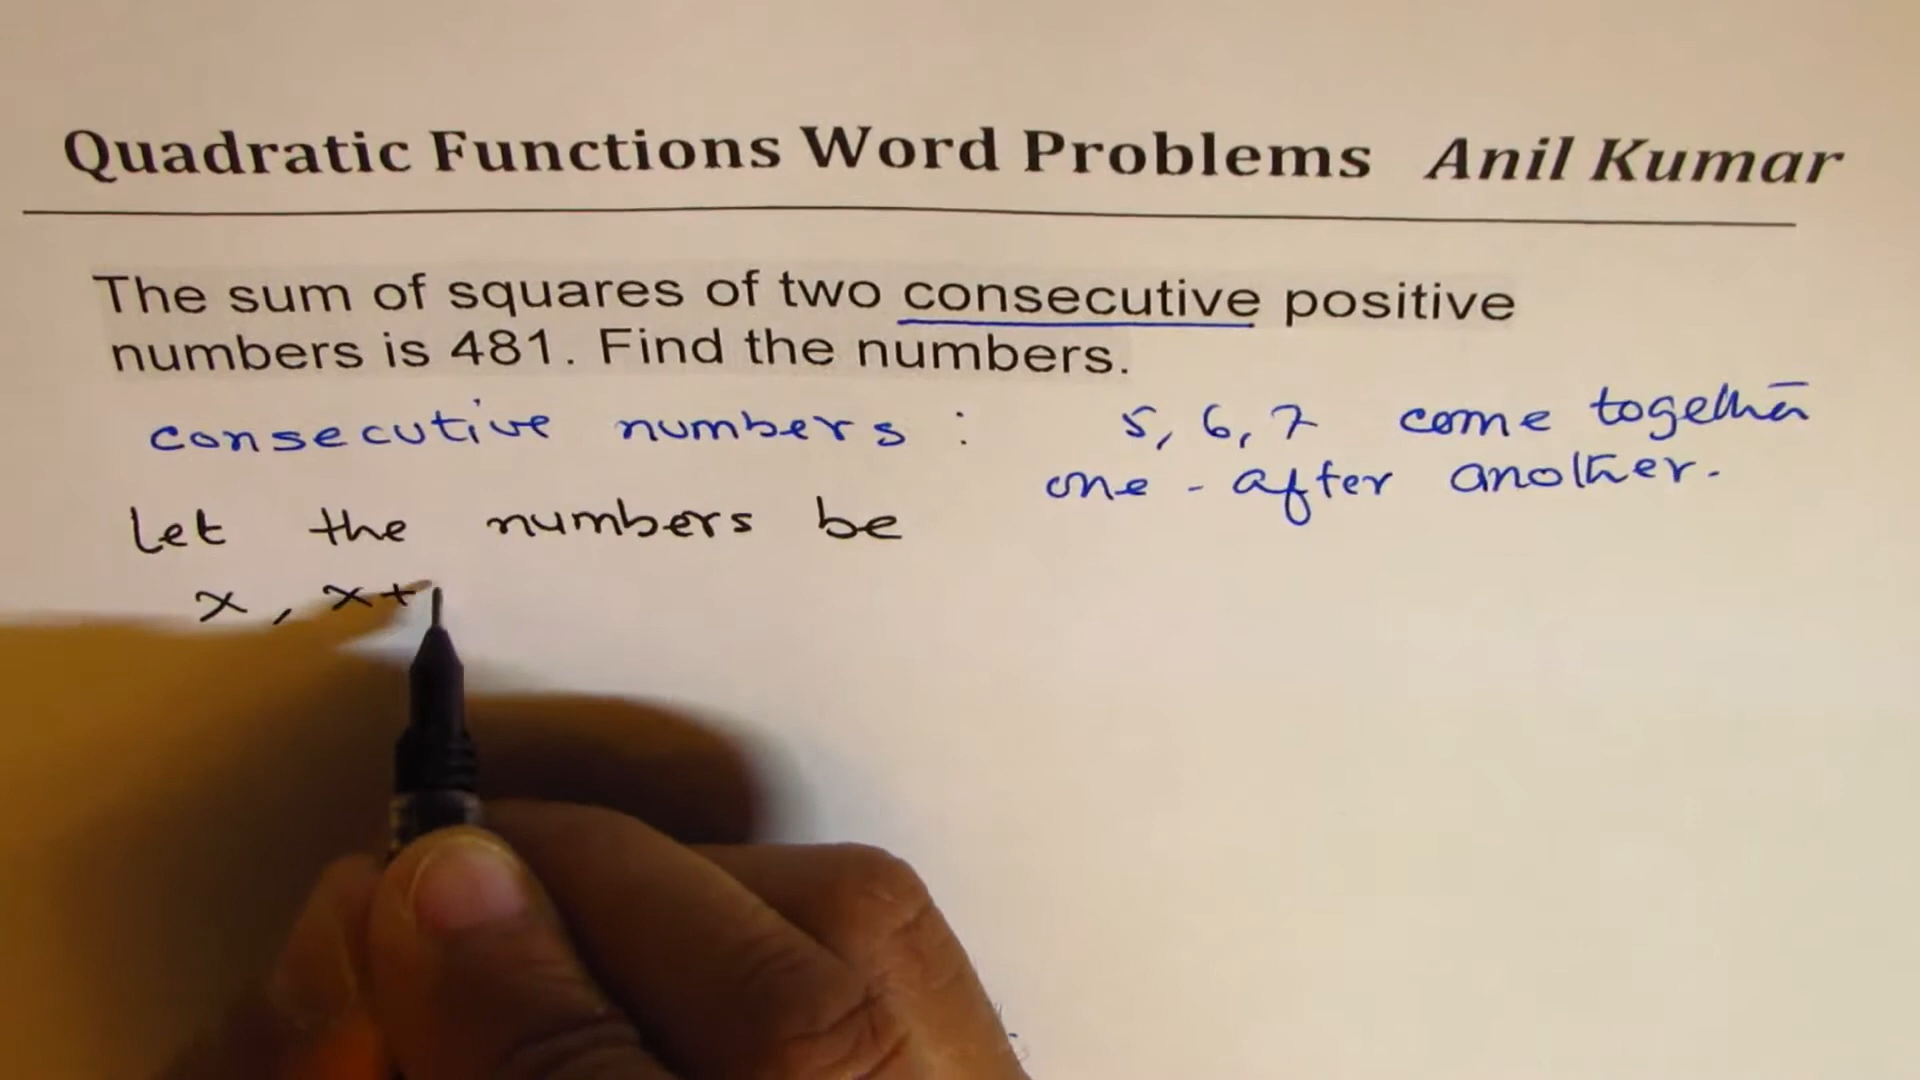 Quadratic Functions Word Problems Anil Kumar
The sum of squares of two consecutive positive
numbers is 481. Find the numbers.
consecutive numbers : 5, 6, 7 come together
one - after another.
Let the numbers be
x , x+